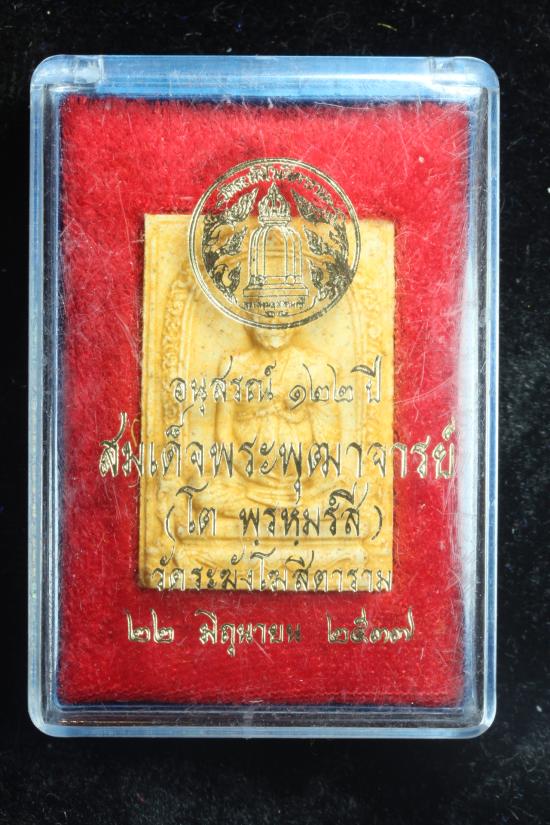 อนุสรณ์ ๑๒๒ ปี
สมเด็จพระพุฒาจารย์
(โต พฺรหฺมรํสี)
วัดระฆังโฆสิตาราม
๒๒ มิถุนายน ๒๕๓๗